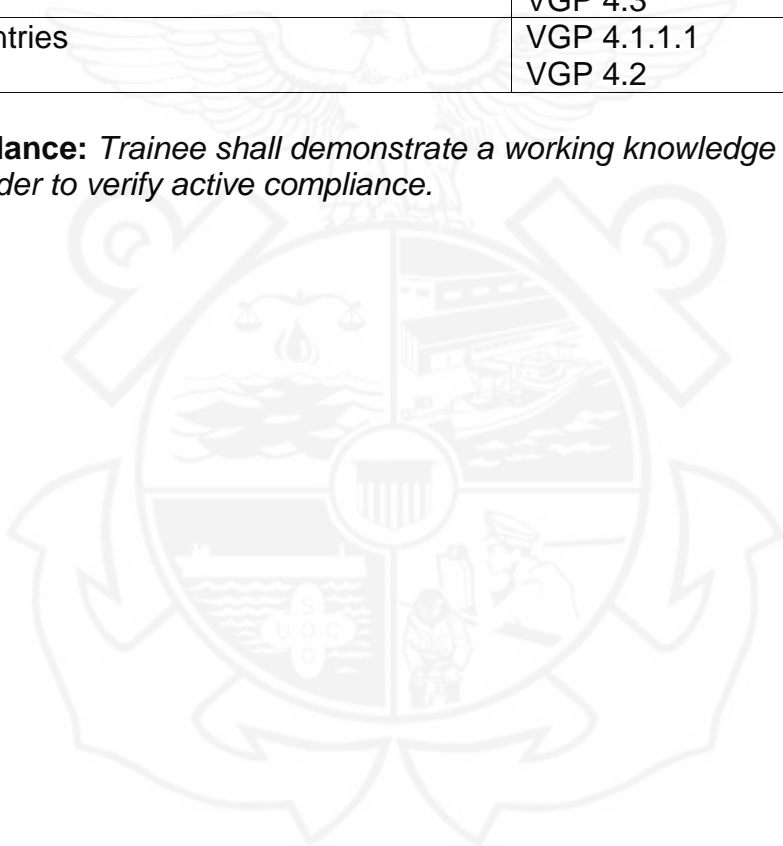 VGP 4.3
ntries
VGP 4.1.1.1
VGP 4.2
lance: Trainee shall demonstrate a working knowledge
der to verify active compliance.
S
U O C
G